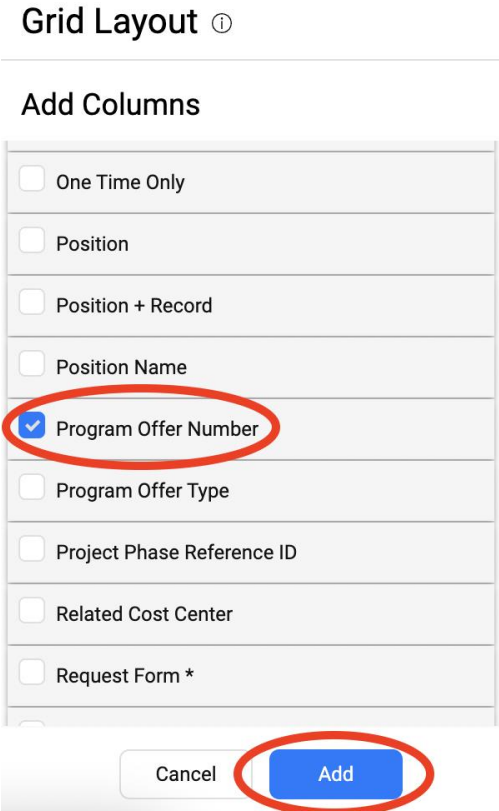 Grid Layout
Add Columns
One Time Only
Position
Position + Record
Position Name
Program Offer Number
Program Offer Type
Project Phase Reference ID
Related Cost Center
Request Form *
Cancel Add